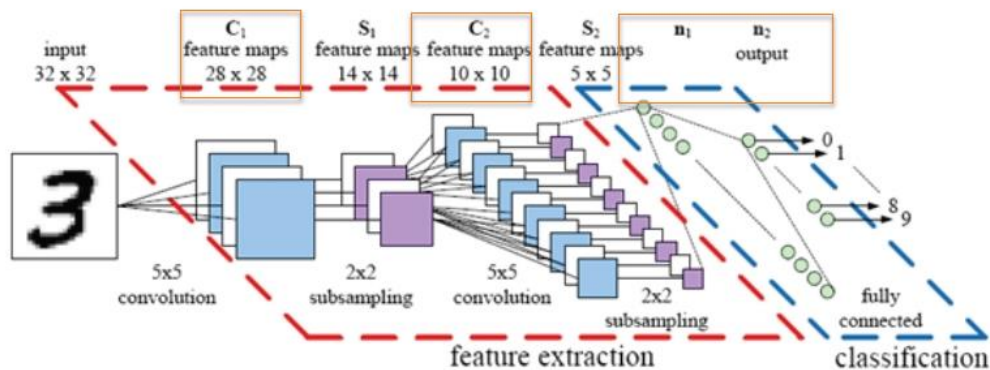 input
32 x 32
C1
feature maps
28 x 28
S1
feature maps
14 x 14
C2
feature maps
10 x 10
S2
feature maps
5 x 5
n1
n2
output
0
1
8
9
5x5
convolution
2x2
subsampling
5x5
convolution
2x2
subsampling
fully
connected
feature extraction
classification
3